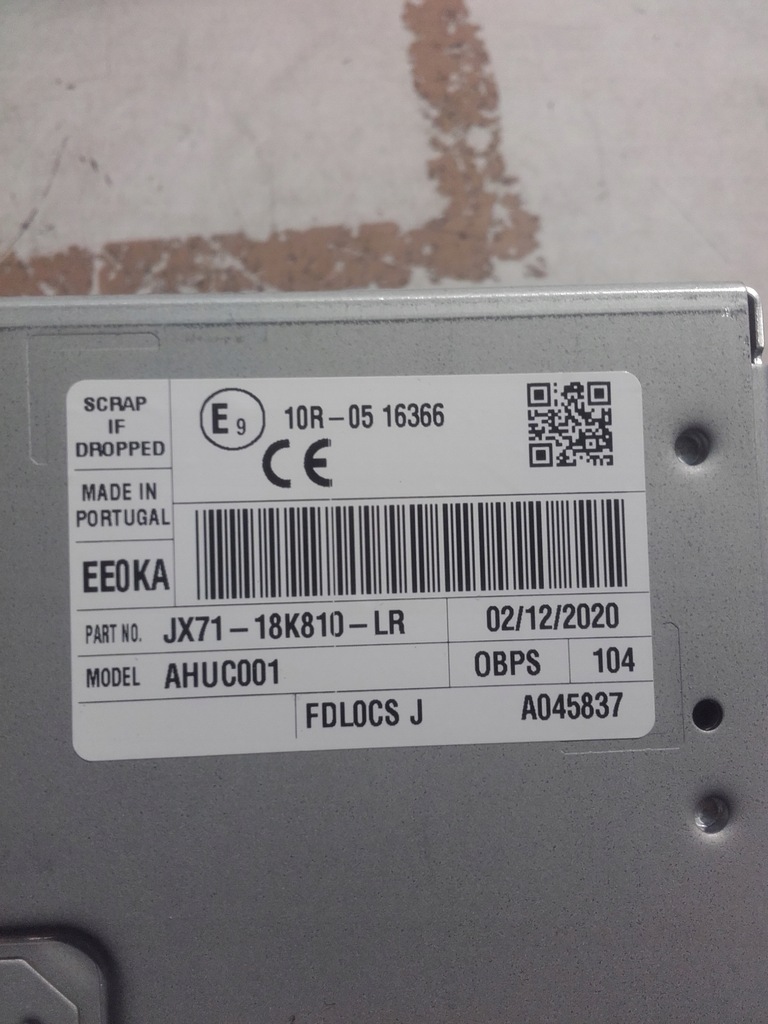 SCRAP
IF
DROPPED
E9 10R-05 16366
CE
MADE IN
PORTUGAL
EE0KA
PART NO. JX71-18K810-LR 02/12/2020
MODEL AHUC001 OBPS 104
FDL0CS J A045837